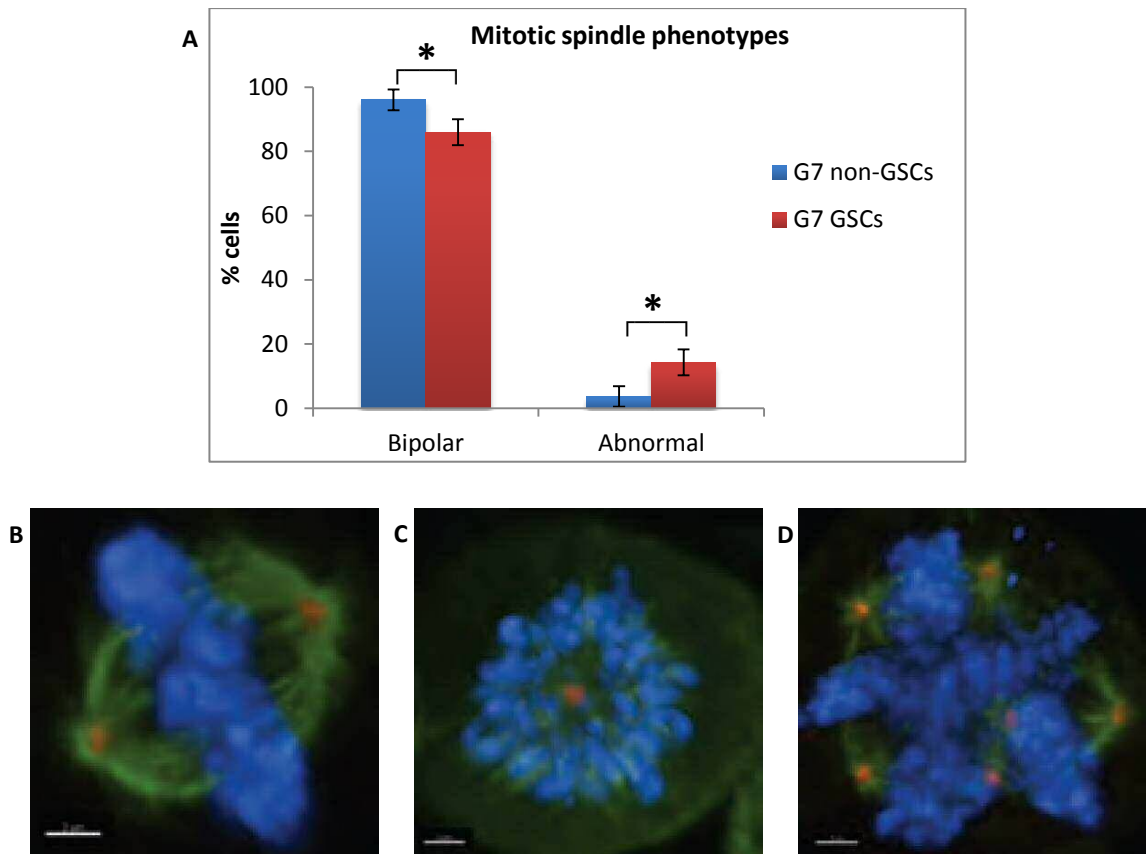 A
Mitotic spindle phenotypes
*
*
100
80
60
40
20
0
% cells
Bipolar
Abnormal
G7 non-GSCs
G7 GSCs
B
C
D